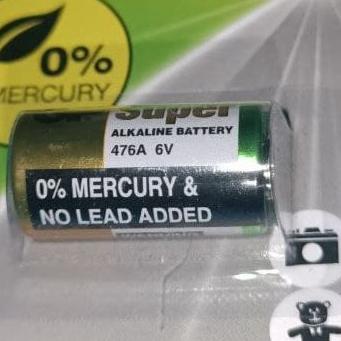 0%
MERCURY
Super
ALKALINE BATTERY
476A 6V
0% MERCURY &
NO LEAD ADDED